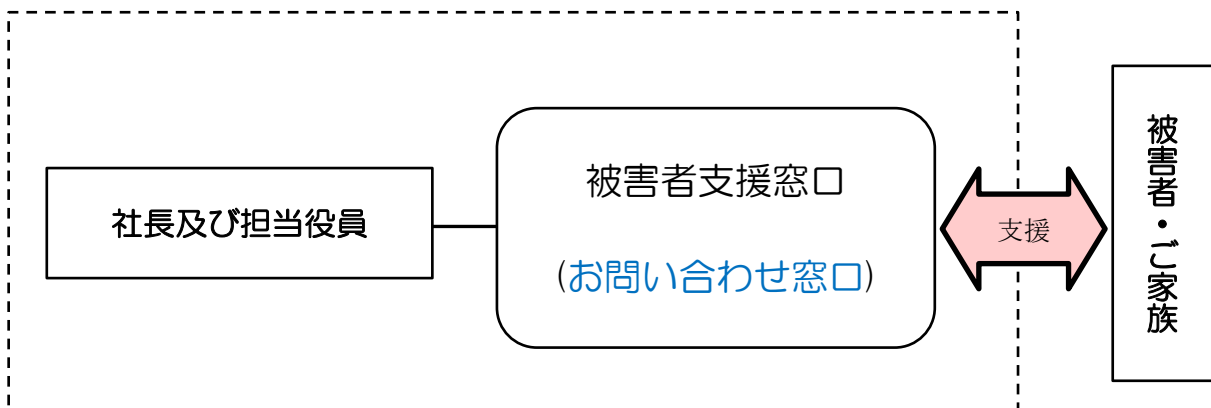 社長及び担当役員
被害者支援窓口
(お問い合わせ窓口)
支援
被害者・ご家族